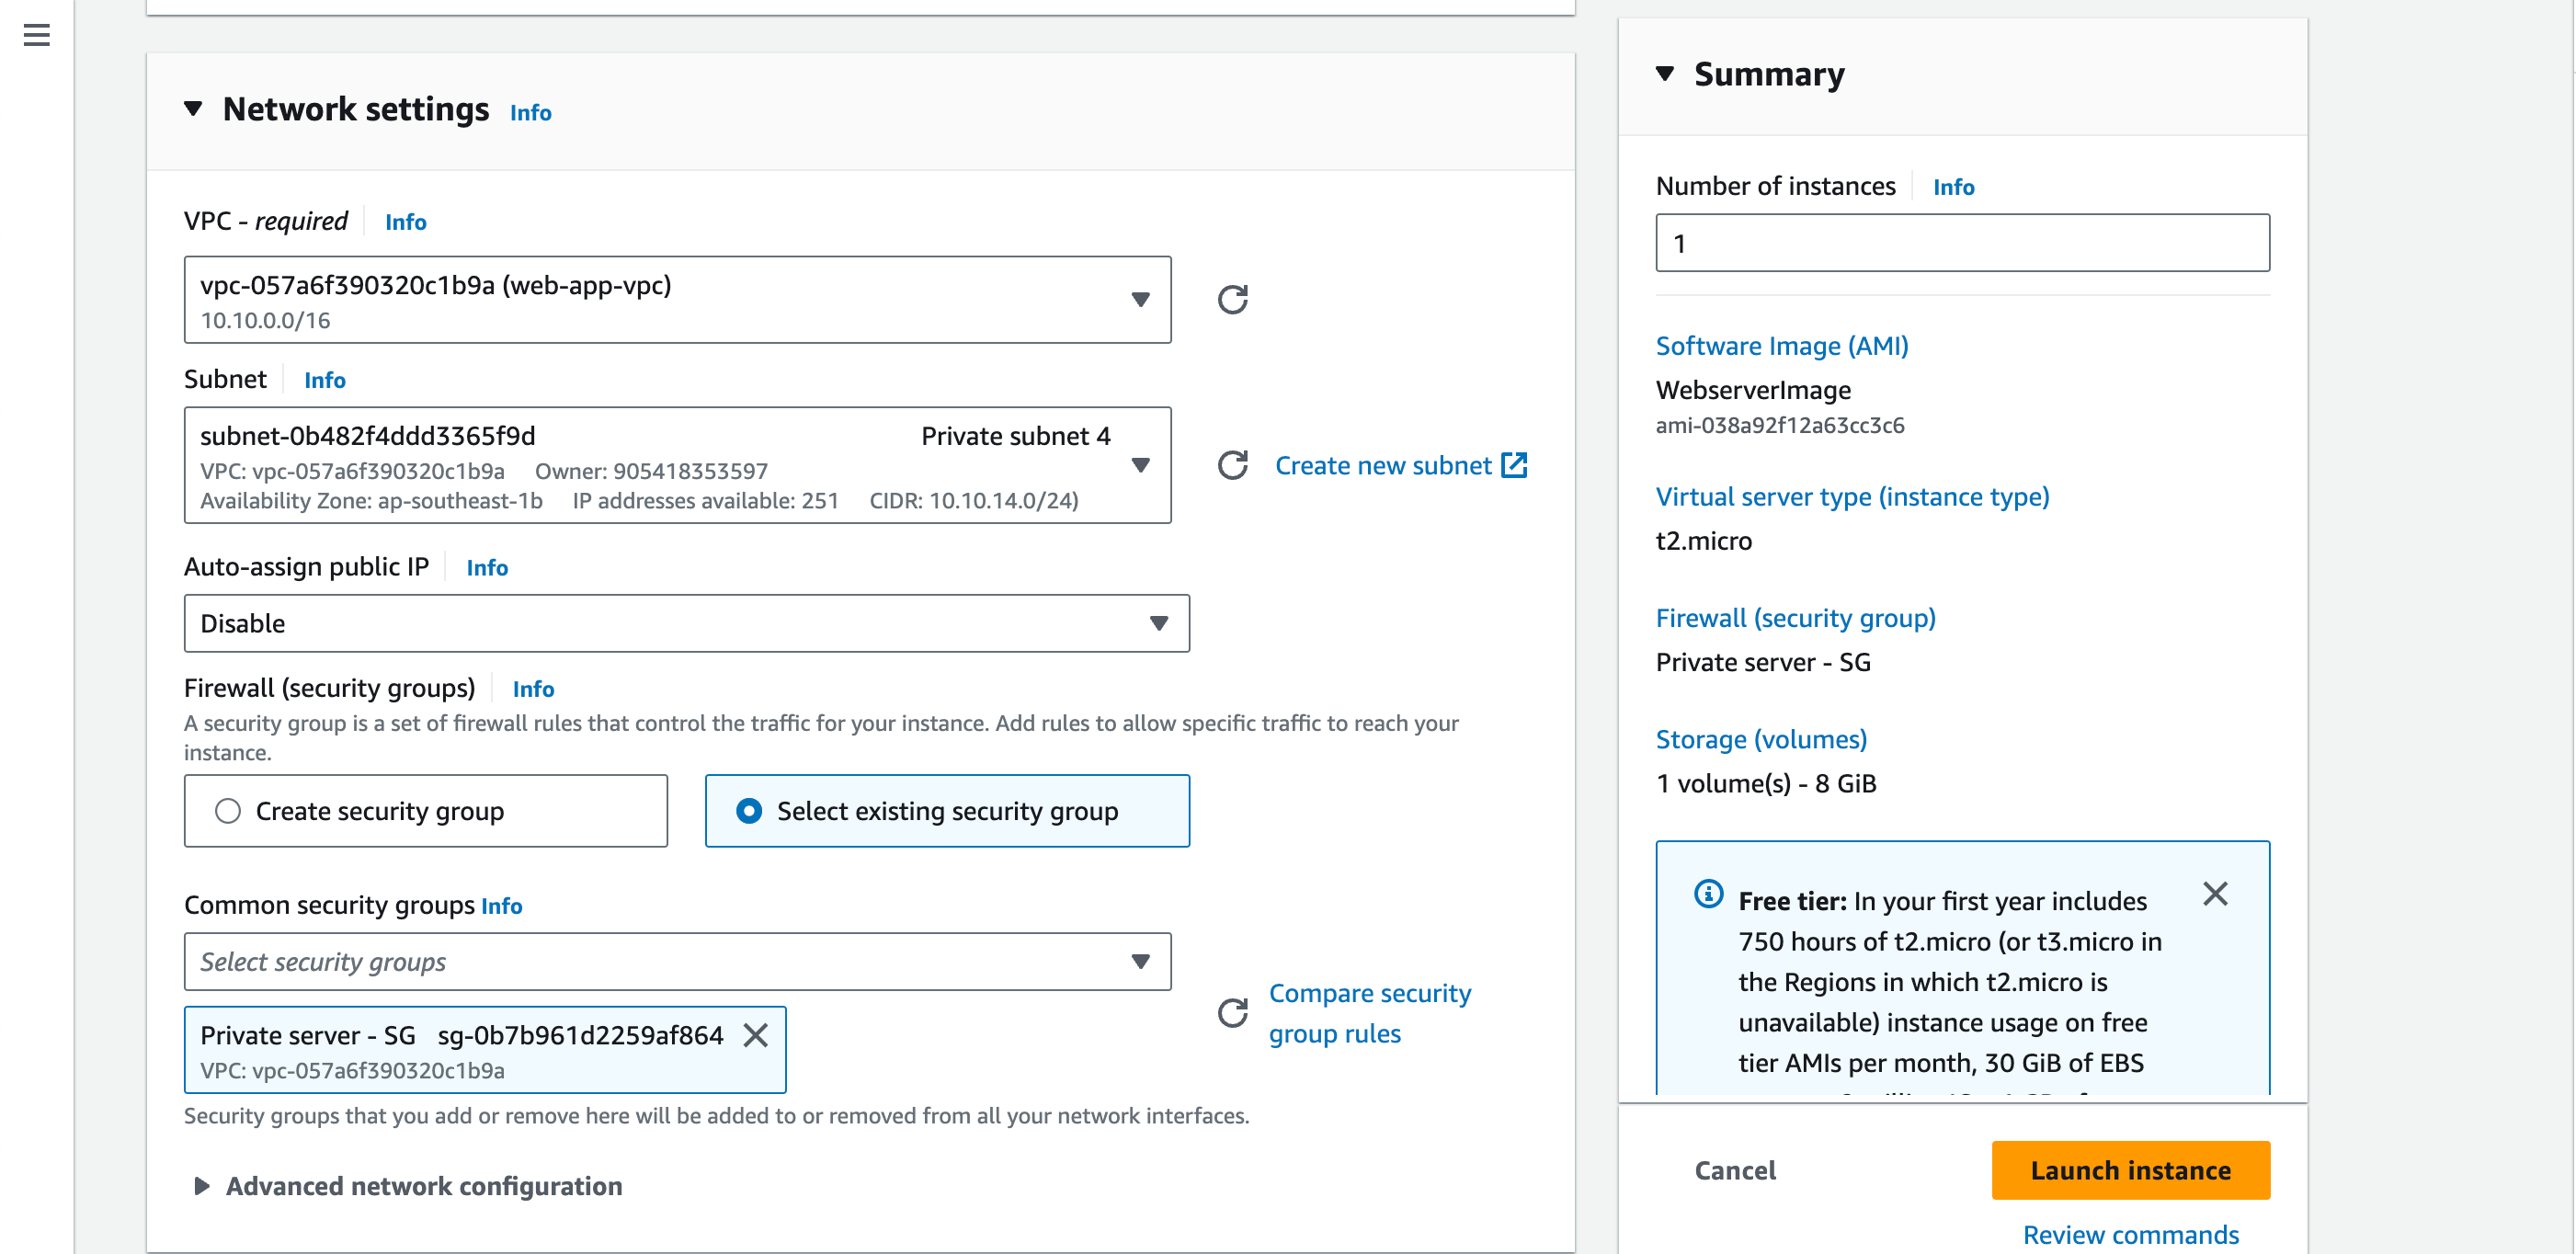 Network settings Info
VPC - required Info
vpc-057a6f390320c1b9a (web-app-vpc)
10.10.0.0/16
Subnet Info
subnet-0b482f4ddd3365f9d Private subnet 4
VPC: vpc-057a6f390320c1b9a Owner: 905418353597
Availability Zone: ap-southeast-1b IP addresses available: 251 CIDR: 10.10.14.0/24)
Create new subnet
Auto-assign public IP Info
Disable
Firewall (security groups) Info
A security group is a set of firewall rules that control the traffic for your instance. Add rules to allow specific traffic to reach your
instance.
Create security group
Select existing security group
Common security groups Info
Select security groups
Private server - SG sg-0b7b961d2259af864
VPC: vpc-057a6f390320c1b9a
Compare security
group rules
Security groups that you add or remove here will be added to or removed from all your network interfaces.
Advanced network configuration
Summary
Number of instances Info
1
Software Image (AMI)
WebserverImage
ami-038a92f12a63cc3c6
Virtual server type (instance type)
t2.micro
Firewall (security group)
Private server - SG
Storage (volumes)
1 volume(s) - 8 GiB
Free tier: In your first year includes
750 hours of t2.micro (or t3.micro in
the Regions in which t2.micro is
unavailable) instance usage on free
tier AMIs per month, 30 GiB of EBS
Cancel
Launch instance
Review commands